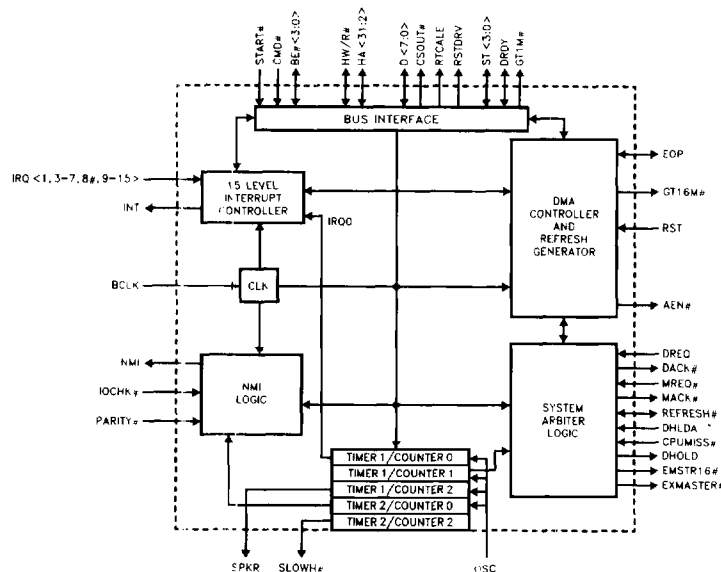 START#
CMD#
BE#<3:0>
HW/R#
HA<31:2>
D<7:0>
CSOUT#
RTCALE
RSTDRV
ST<3:0>
DRDY
GT1M#
BUS INTERFACE
IRQ<1,3-7,8#,9-15>
INT
15 LEVEL
INTERRUPT
CONTROLLER
IRQ0
DMA
CONTROLLER
AND
REFRESH
GENERATOR
EOP
GT16M#
RST
AEN#
BCLK
CLK
NMI
IOCHK#
PARITY#
NMI
LOGIC
SYSTEM
ARBITER
LOGIC
DREQ
DACK#
MREQ#
MACK#
REFRESH#
DHLDA
CPUMISS#
DHOLD
EMSTR16#
EXMASTER#
TIMER 1/COUNTER 0
TIMER 1/COUNTER 1
TIMER 1/COUNTER 2
TIMER 2/COUNTER 0
TIMER 2/COUNTER 2
SPKR
SLOWH#
OSC